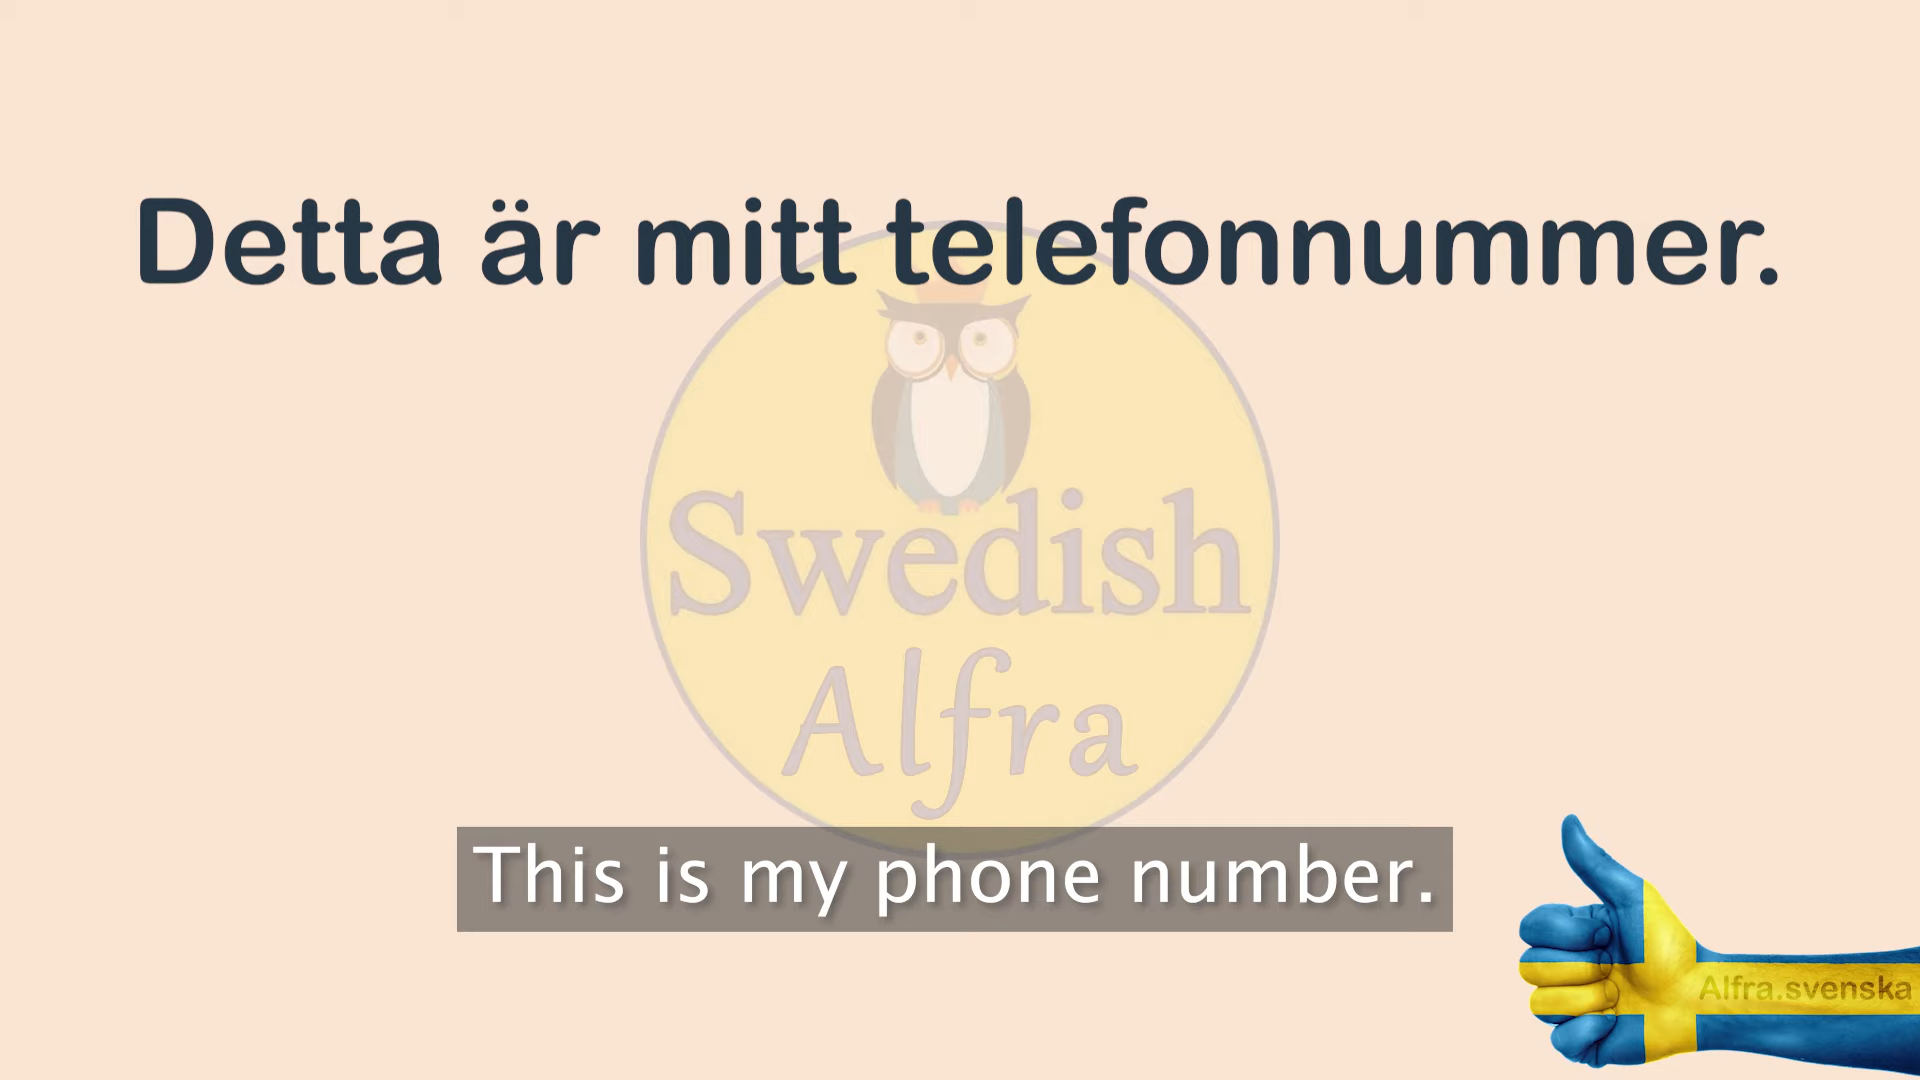 Detta är mitt telefonnummer.
Swedish
Alfra
This is my phone number.
Alfra.svenska